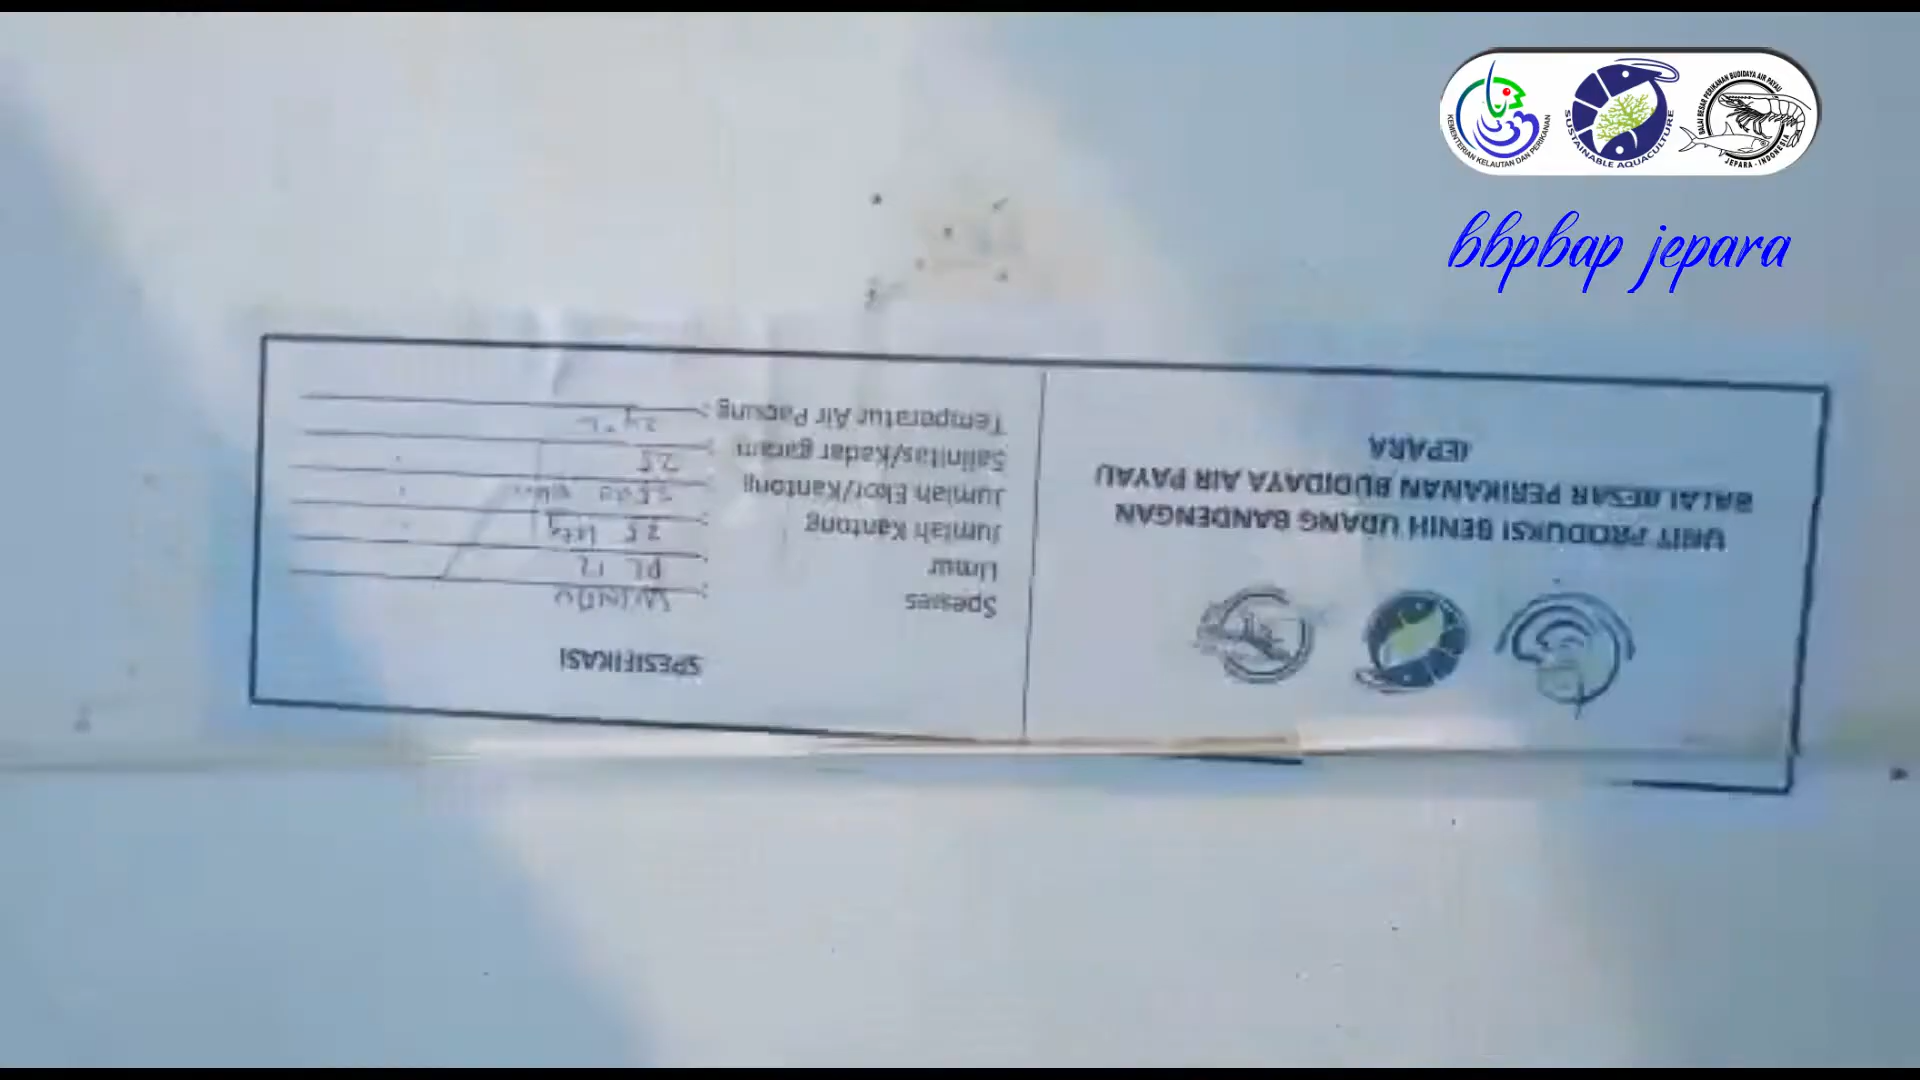 KEMENTERIAN KELAUTAN DAN PERIKANAN
SUSTAINABLE AQUACULTURE
BALAI BESAR PERIKANAN BUDIDAYA AIR PAYAU
JEPARA - INDONESIA
bbpbap jepara
UNIT PRODUKSI BENIH UDANG BANDENGAN
BALAI BESAR PERIKANAN BUDIDAYA AIR PAYAU
JEPARA
SPESIFIKASI
Spesies : WINDU
Umur : PL 12
Jumlah Kantong : 25
Jumlah Ekor/Kantong :
Salinitas/Kadar garam : 25
Temperatur Air Packing :